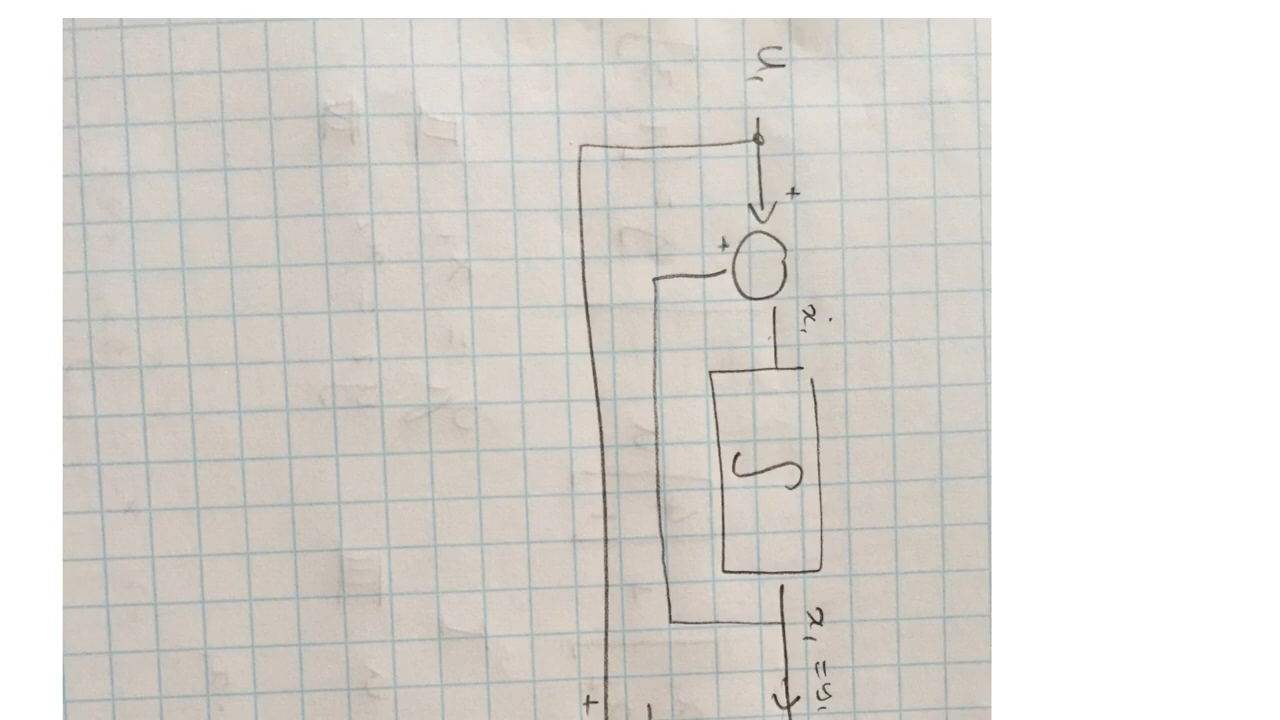 u₁
+
+
ẋ₁
∫
x₁ = y₁
+